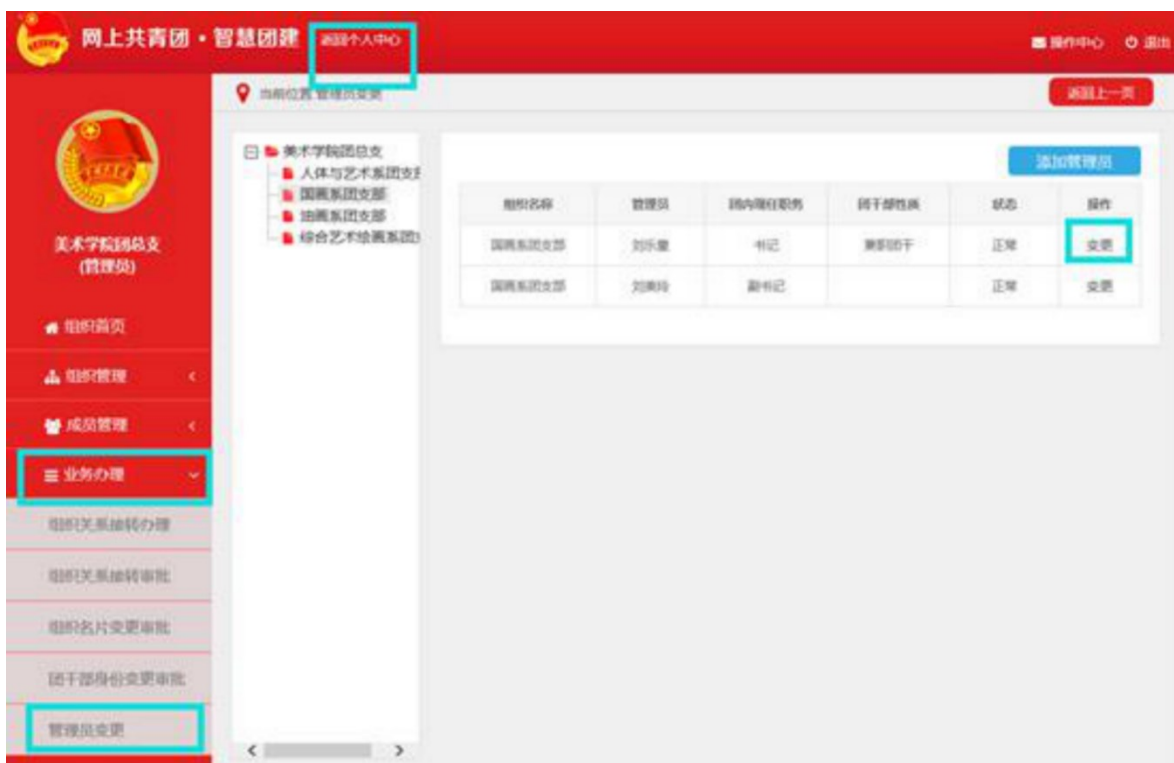 网上共青团·智慧团建 返回个人中心 操作中心 退出
当前位置 管理员变更 返回上一页
美术学院团总支
(管理员)
组织首页
组织管理
成员管理
业务办理
组织关系转接办理
组织关系转接审批
组织名片变更审批
团干部身份变更审批
管理员变更
美术学院团总支
人体与艺术系团支部
国画系团支部
油画系团支部
综合艺术绘画系团支
添加管理员
组织名称 管理员 团内现任职务 团干部性质 状态 操作
国画系团支部 书记 兼职团干 正常 变更
国画系团支部 刘美玲 副书记 正常 变更